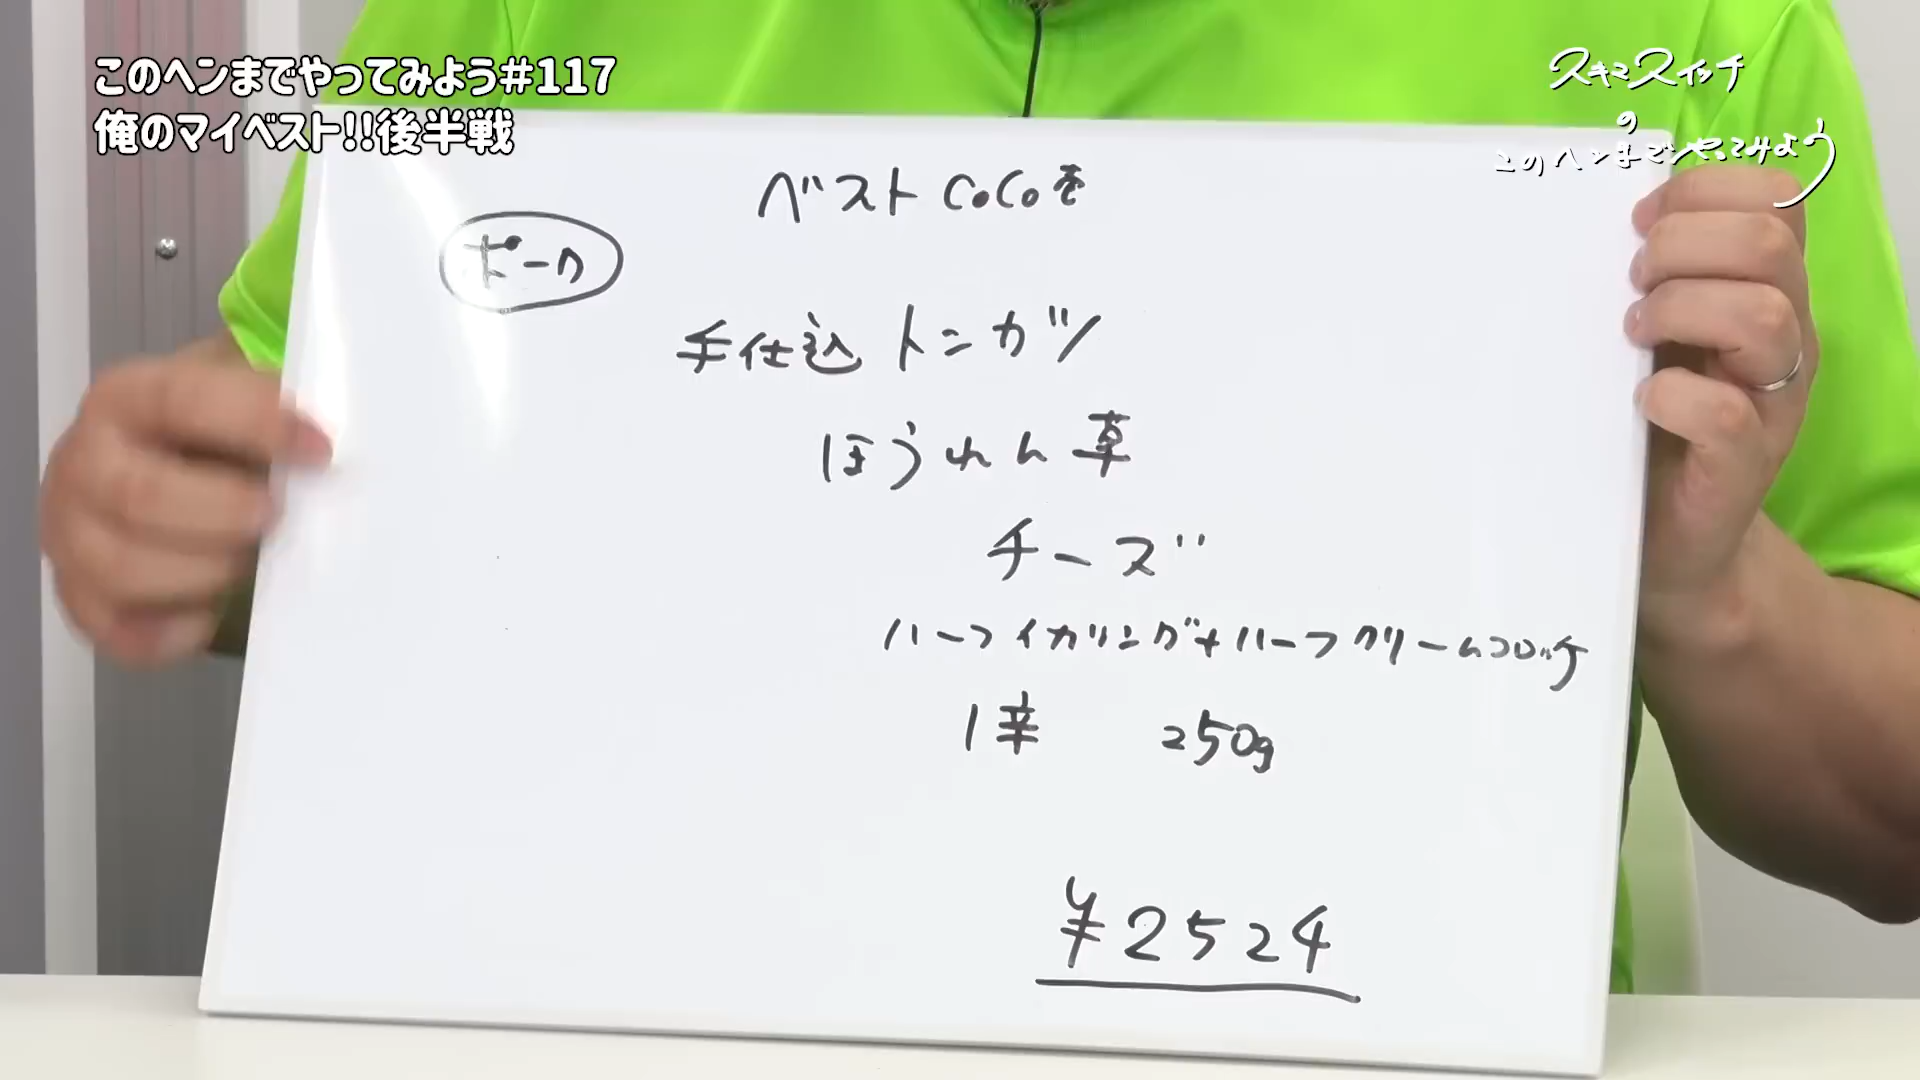 このヘンまでやってみよう#117
俺のマイベスト!!後半戦
スキマスイッチ
の
このヘンまでやってみよう
ベストCoCo壱
ポーク
手仕込トンカツ
ほうれん草
チーズ
ハーフイカリング+ハーフクリームコロッケ
1辛 250g
¥2524